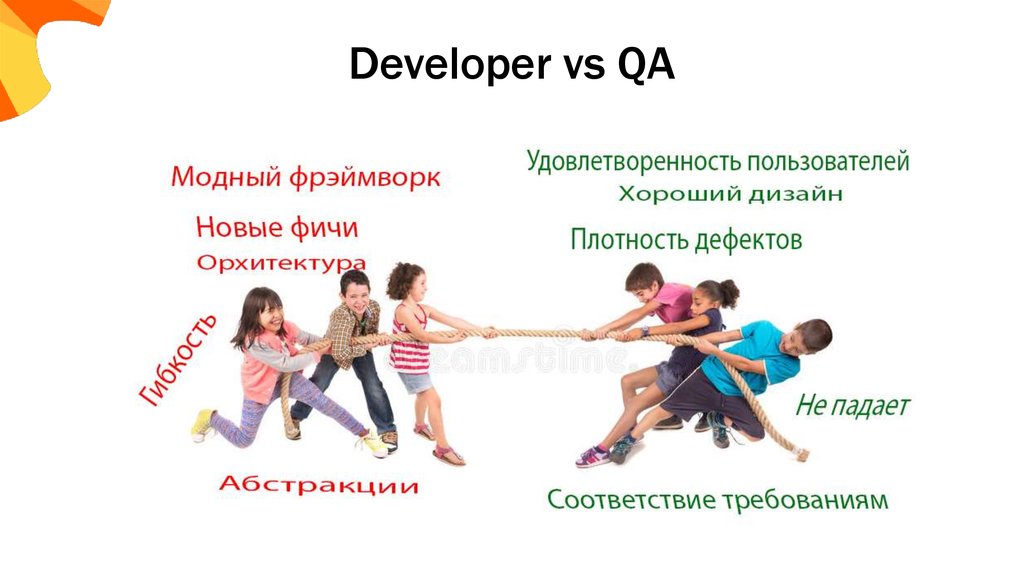 Developer vs QA
Модный фрэймворк
Новые фичи
Орхитектура
Гибкость
Абстракции
Удовлетворенность пользователей
Хороший дизайн
Плотность дефектов
Не падает
Соответствие требованиям